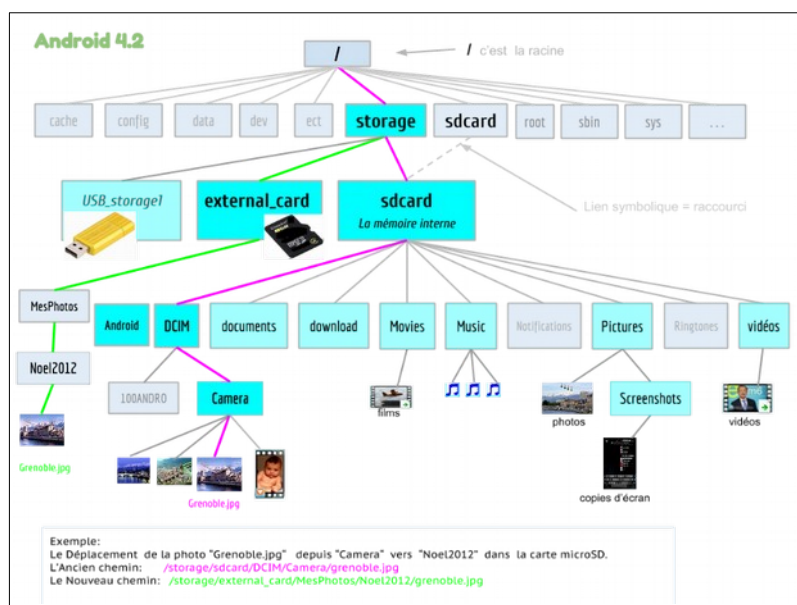 Android 4.2
/
/ c'est la racine
cache
config
data
dev
ect
storage
sdcard
root
sbin
sys
...
USB_storage1
external_card
sdcard
La mémoire interne
Lien symbolique = raccourci
MesPhotos
Android
DCIM
documents
download
Movies
Music
Notifications
Pictures
Ringtones
vidéos
Noel2012
100ANDRO
Camera
films
photos
Screenshots
vidéos
Grenoble.jpg
Grenoble.jpg
copies d'écran
Exemple:
Le Déplacement de la photo "Grenoble.jpg" depuis "Camera" vers "Noel2012" dans la carte microSD.
L'Ancien chemin: /storage/sdcard/DCIM/Camera/grenoble.jpg
Le Nouveau chemin: /storage/external_card/MesPhotos/Noel2012/grenoble.jpg